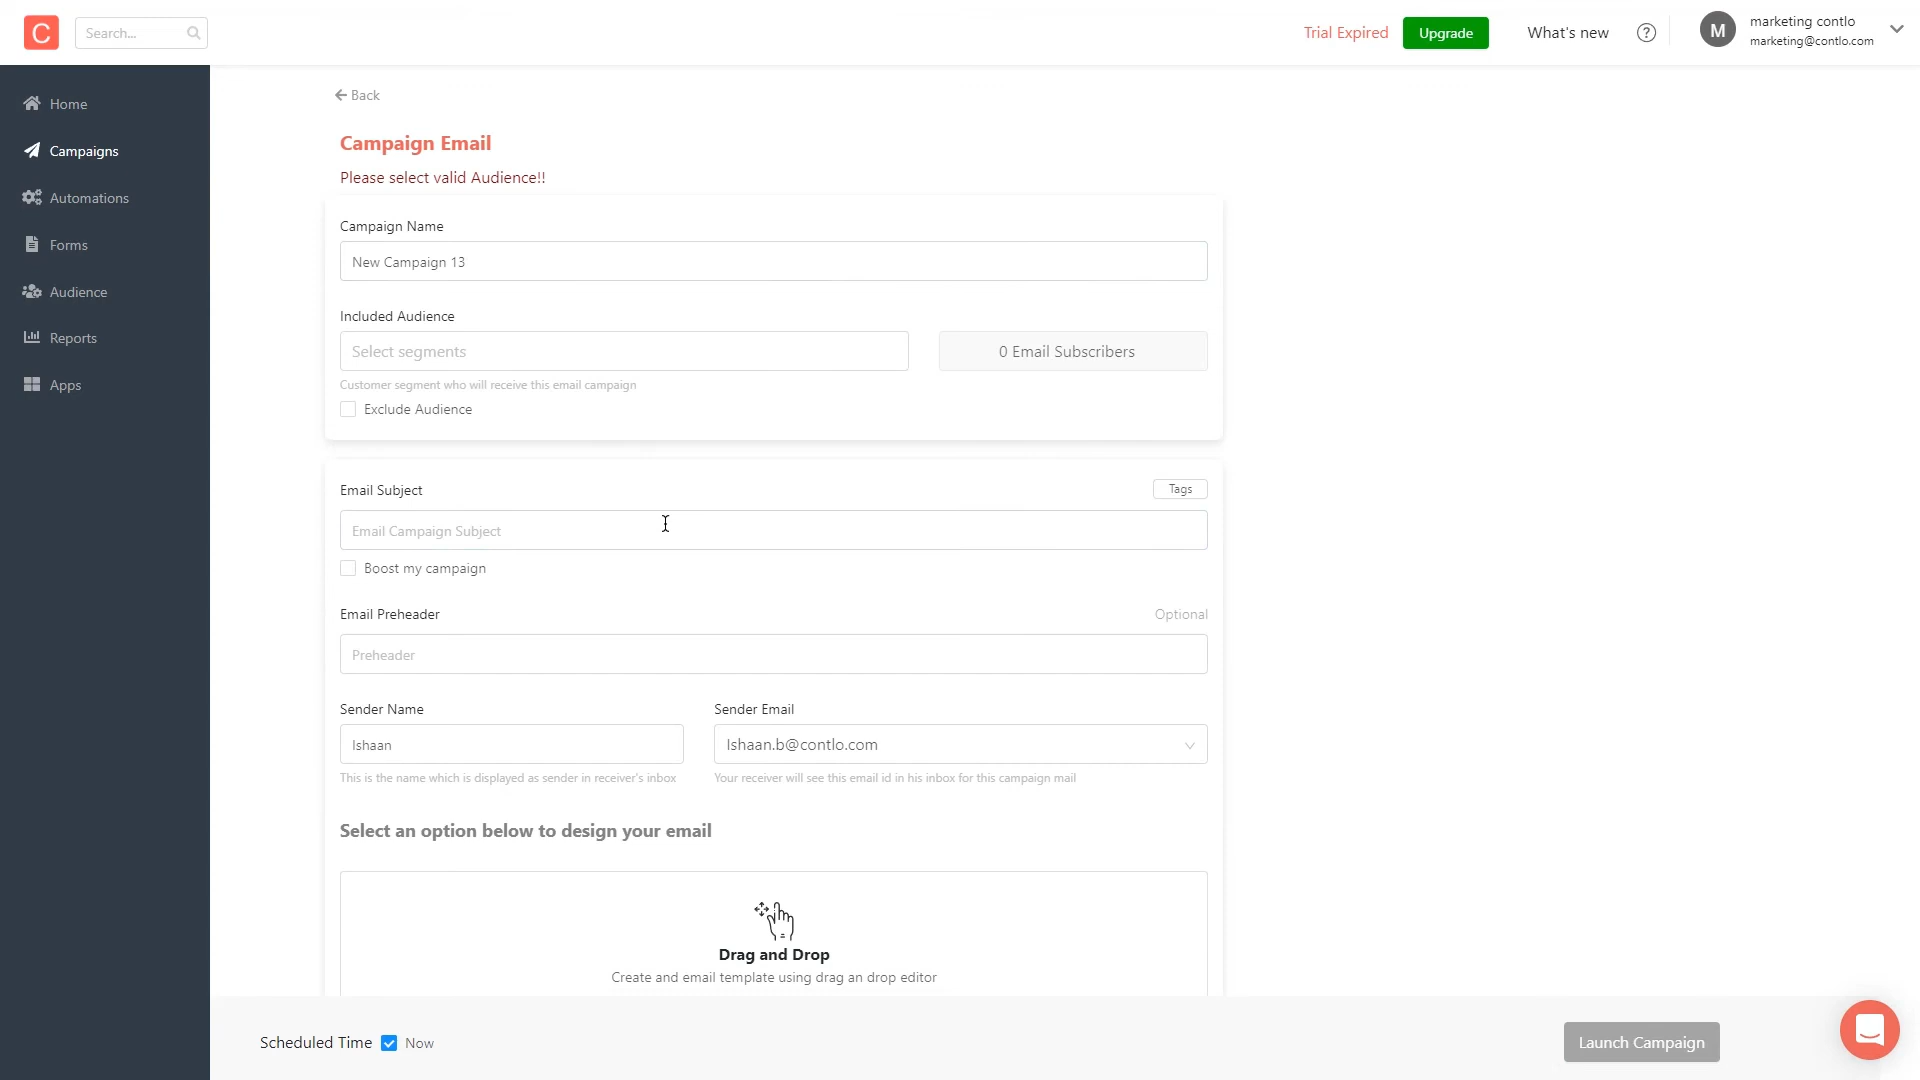 C
Search...
Trial Expired
Upgrade
What's new
?
M
marketing contlo
marketing@contlo.com
Home
Campaigns
Automations
Forms
Audience
Reports
Apps
Back
Campaign Email
Please select valid Audience!!
Campaign Name
New Campaign 13
Included Audience
Select segments
0 Email Subscribers
Customer segment who will receive this email campaign
Exclude Audience
Email Subject
Tags
Email Campaign Subject
Boost my campaign
Email Preheader
Optional
Preheader
Sender Name
Sender Email
Ishaan
Ishaan.b@contlo.com
This is the name which is displayed as sender in receiver's inbox
Your receiver will see this email id in his inbox for this campaign mail
Select an option below to design your email
Drag and Drop
Create and email template using drag an drop editor
Scheduled Time
Now
Launch Campaign